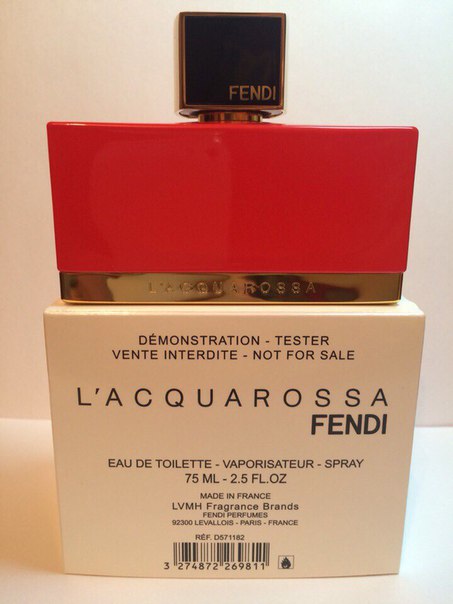 FENDI
L'ACQUAROSSA
DÉMONSTRATION - TESTER
VENTE INTERDITE - NOT FOR SALE
L'ACQUAROSSA
FENDI
EAU DE TOILETTE - VAPORISATEUR - SPRAY
75 ML - 2.5 FL.OZ
MADE IN FRANCE
LVMH Fragrance Brands
FENDI PERFUMES
92300 LEVALLOIS - PARIS - FRANCE
RÉF. D571182
3 274872 269811